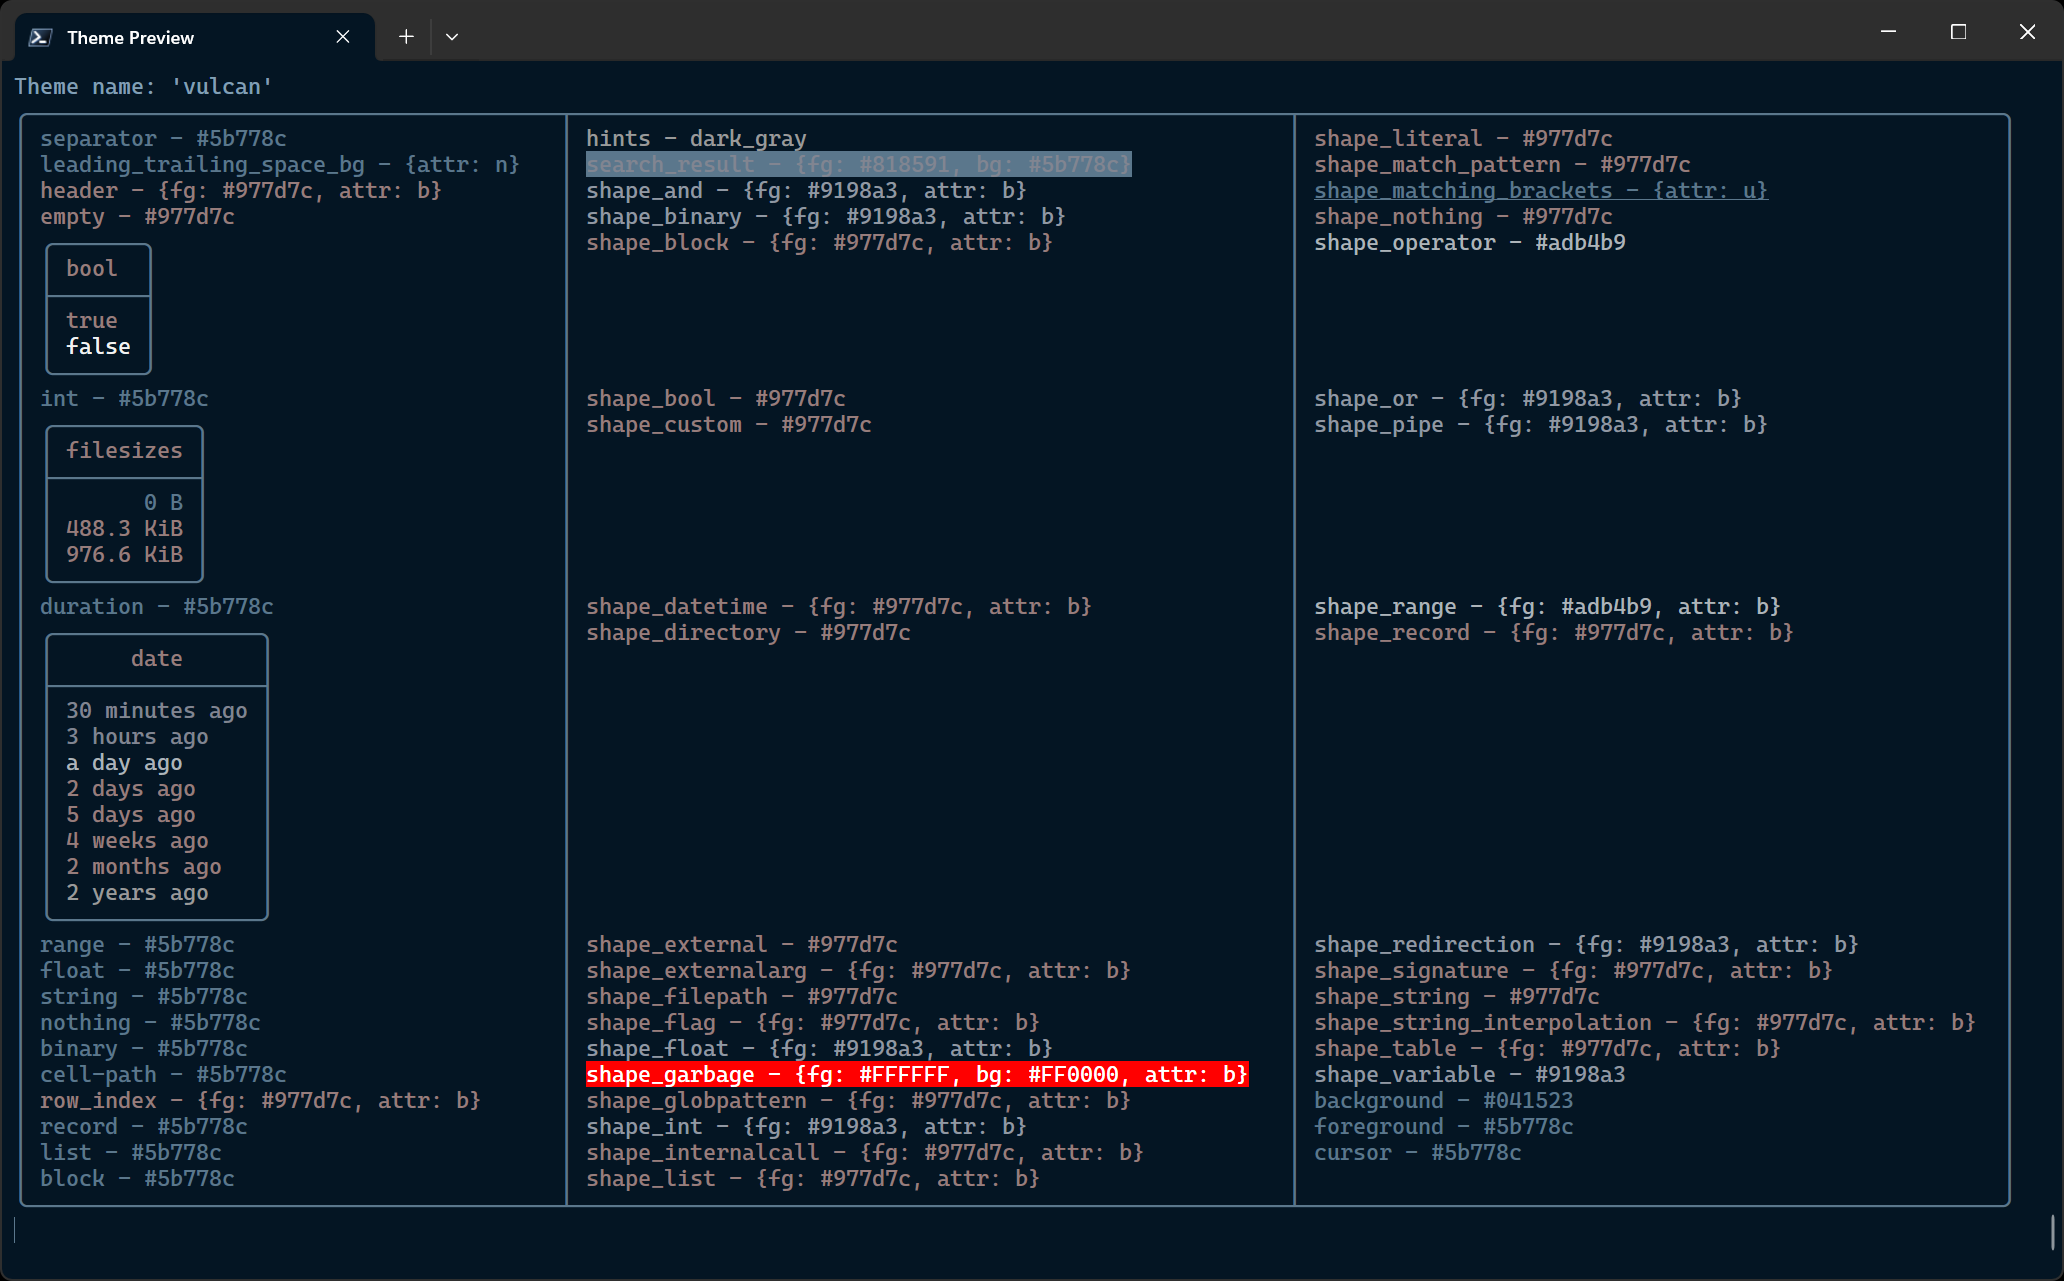 Theme Preview
Theme name: 'vulcan'
separator - #5b778c
leading_trailing_space_bg - {attr: n}
header - {fg: #977d7c, attr: b}
empty - #977d7c
bool
true
false
int - #5b778c
filesizes
0 B
488.3 KiB
976.6 KiB
duration - #5b778c
date
30 minutes ago
3 hours ago
a day ago
2 days ago
5 days ago
4 weeks ago
2 months ago
2 years ago
range - #5b778c
float - #5b778c
string - #5b778c
nothing - #5b778c
binary - #5b778c
cell-path - #5b778c
row_index - {fg: #977d7c, attr: b}
record - #5b778c
list - #5b778c
block - #5b778c
hints - dark_gray
search_result - {fg: #818591, bg: #5b778c}
shape_and - {fg: #9198a3, attr: b}
shape_binary - {fg: #9198a3, attr: b}
shape_block - {fg: #977d7c, attr: b}
shape_bool - #977d7c
shape_custom - #977d7c
shape_datetime - {fg: #977d7c, attr: b}
shape_directory - #977d7c
shape_external - #977d7c
shape_externalarg - {fg: #977d7c, attr: b}
shape_filepath - #977d7c
shape_flag - {fg: #977d7c, attr: b}
shape_float - {fg: #9198a3, attr: b}
shape_garbage - {fg: #FFFFFF, bg: #FF0000, attr: b}
shape_globpattern - {fg: #977d7c, attr: b}
shape_int - {fg: #9198a3, attr: b}
shape_internalcall - {fg: #977d7c, attr: b}
shape_list - {fg: #977d7c, attr: b}
shape_literal - #977d7c
shape_match_pattern - #977d7c
shape_matching_brackets - {attr: u}
shape_nothing - #977d7c
shape_operator - #adb4b9
shape_or - {fg: #9198a3, attr: b}
shape_pipe - {fg: #9198a3, attr: b}
shape_range - {fg: #adb4b9, attr: b}
shape_record - {fg: #977d7c, attr: b}
shape_redirection - {fg: #9198a3, attr: b}
shape_signature - {fg: #977d7c, attr: b}
shape_string - #977d7c
shape_string_interpolation - {fg: #977d7c, attr: b}
shape_table - {fg: #977d7c, attr: b}
shape_variable - #9198a3
background - #041523
foreground - #5b778c
cursor - #5b778c